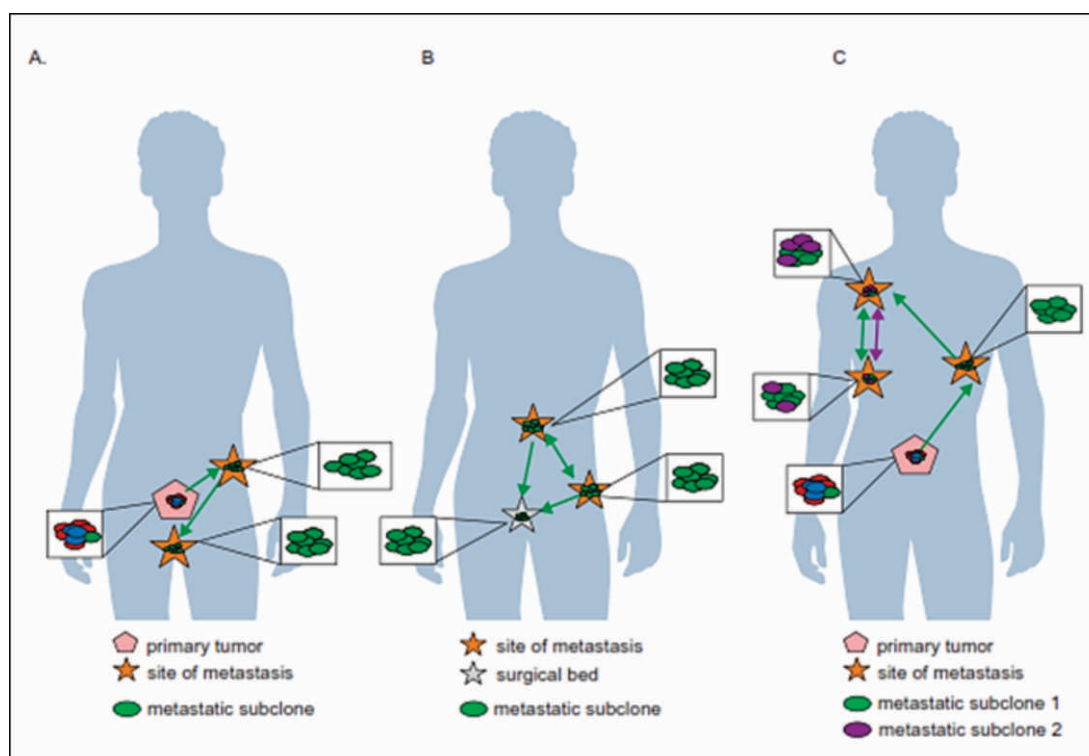 A.
B
C
primary tumor
site of metastasis
metastatic subclone
site of metastasis
surgical bed
metastatic subclone
primary tumor
site of metastasis
metastatic subclone 1
metastatic subclone 2